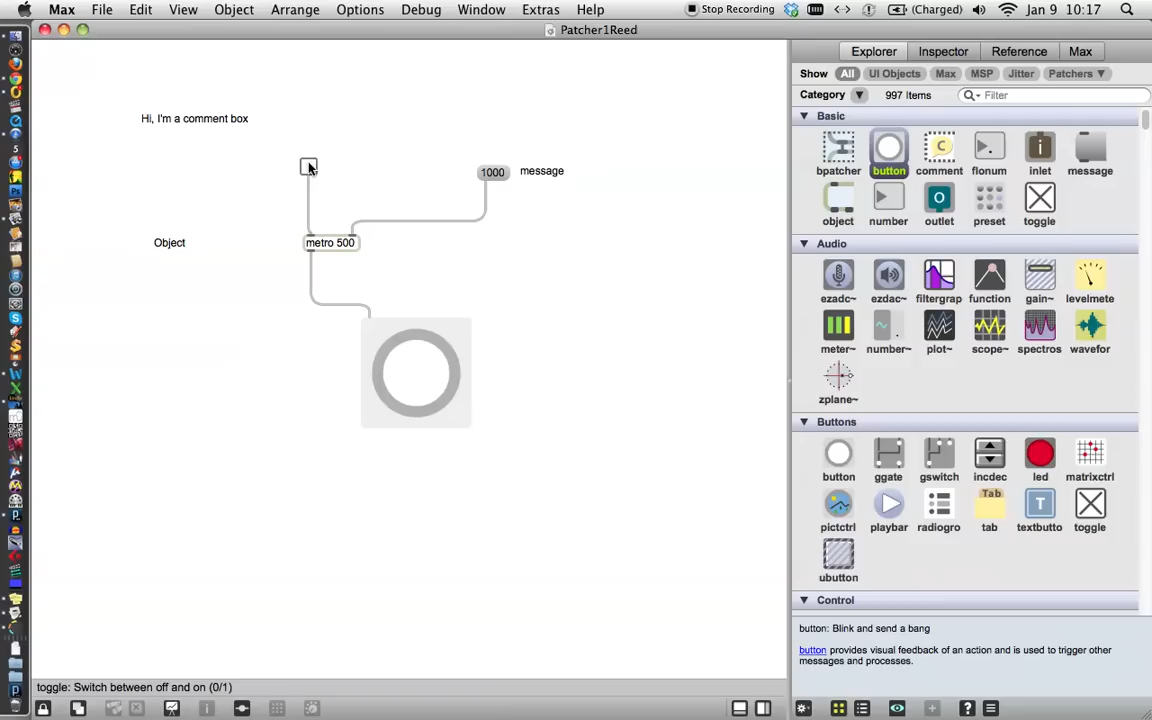 Max File Edit View Object Arrange Options Debug Window Extras Help Stop Recording (Charged) Jan 9 10:17
Patcher1Reed
Explorer Inspector Reference Max
Show All UI Objects Max MSP Jitter Patchers ▼
Category ▼ 997 Items Filter
Basic
bpatcher button comment flonum inlet message
object number outlet preset toggle
Audio
ezadc~ ezdac~ filtergrap function gain~ levelmete
meter~ number~ plot~ scope~ spectros wavefor
zplane~
Buttons
button ggate gswitch incdec led matrixctrl
Tab
pictctrl playbar radiogro tab textbutto toggle
ubutton
Control
button: Blink and send a bang
button provides visual feedback of an action and is used to trigger other
messages and processes.
Hi, I'm a comment box
1000 message
Object metro 500
toggle: Switch between off and on (0/1)